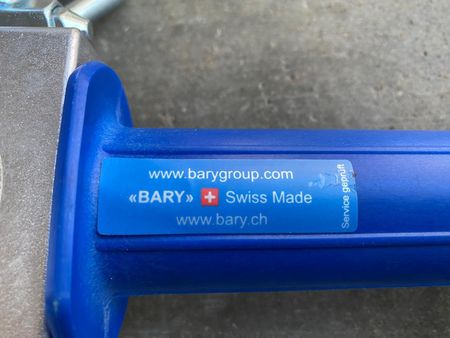 www.barygroup.com
«BARY» Swiss Made
www.bary.ch
Service geprüft